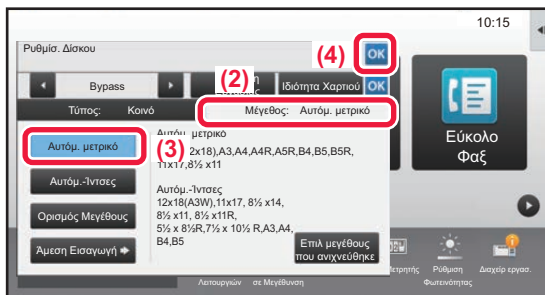 10:15
Ρυθμίσ. Δίσκου
(4)
OK
(2)
Bypass
Ιδιότητα Χαρτιού
OK
Τύπος: Κοινό
Μέγεθος: Αυτόμ. μετρικό
Αυτόμ. μετρικό
(3)
Αυτόμ. μετρικό
2x18),A3,A4,A4R,A5R,B4,B5,B5R,
11x17,8½ x11
Αυτόμ.-Ίντσες
Αυτόμ.-Ίντσες
12x18(A3W),11x17, 8½ x14,
8½ x11, 8½ x11R,
5½ x 8½R,7½ x 10½ R,A3,A4,
B4,B5
Ορισμός Μεγέθους
Άμεση Εισαγωγή
Επιλ μεγέθους
που ανιχνεύθηκε
Εύκολο
Φαξ
Λειτουργιών
σε Μεγέθυνση
Μετρητής
Ρύθμιση
Φωτεινότητας
Διαχείρ εργασ.